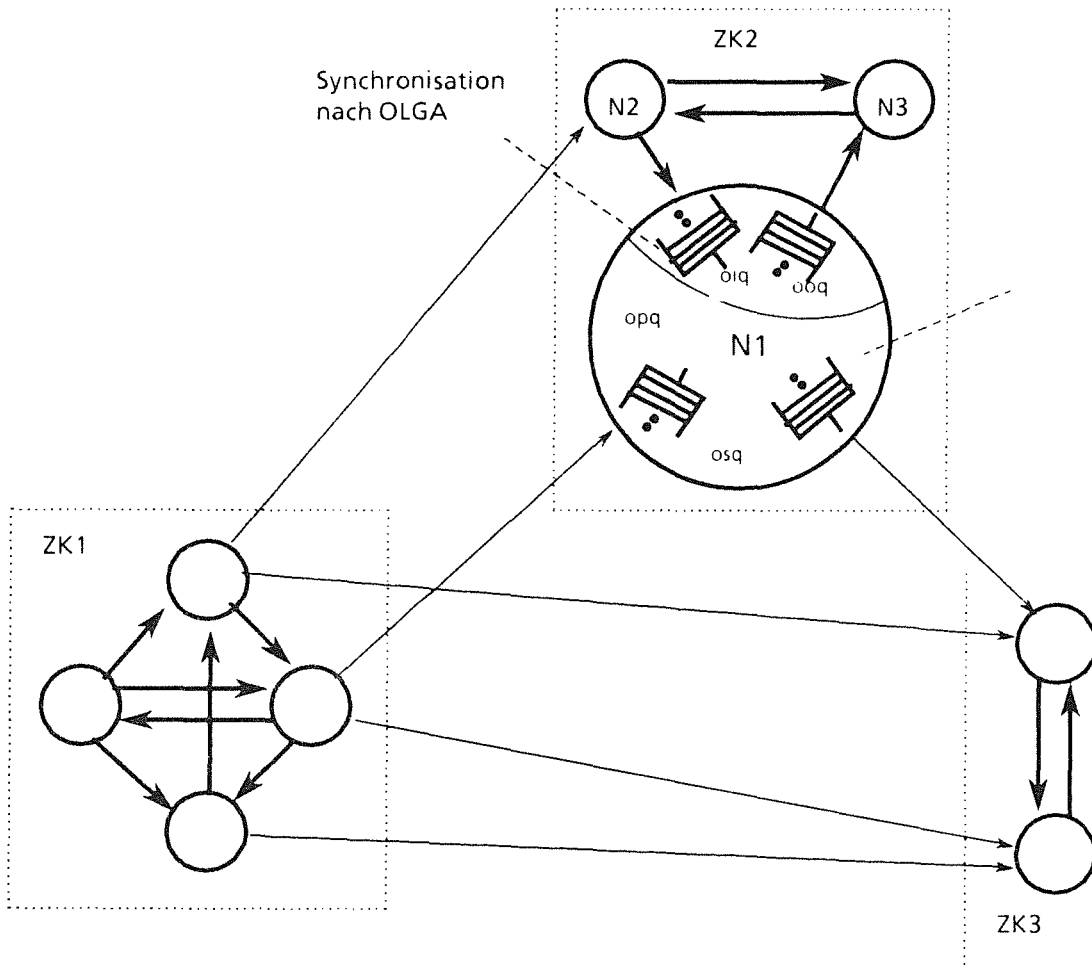 ZK2
Synchronisation
nach OLGA
N2
N3
oiq
ooq
opq
N1
osq
ZK1
ZK3